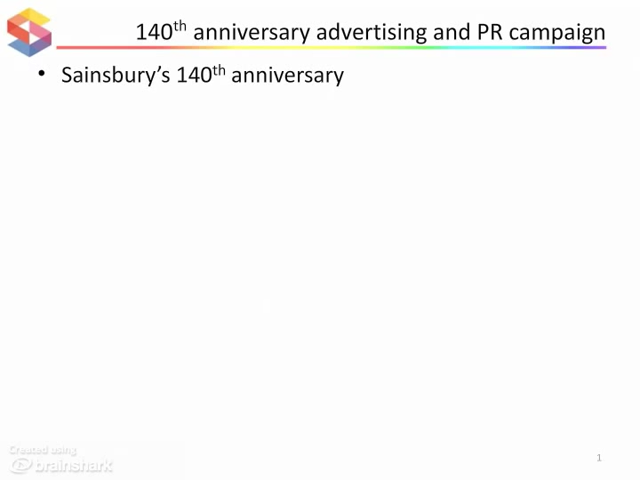 140th anniversary advertising and PR campaign
• Sainsbury’s 140th anniversary
Created using
brainshark
1